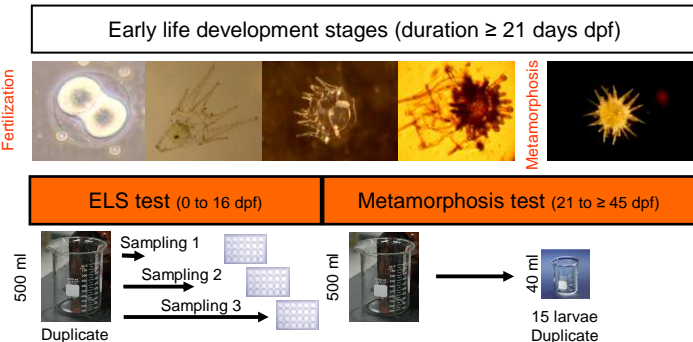 Early life development stages (duration ≥ 21 days dpf)
Fertilization
Metamorphosis
ELS test (0 to 16 dpf)
Metamorphosis test (21 to ≥ 45 dpf)
500 ml
Sampling 1
Sampling 2
Sampling 3
Duplicate
500 ml
40 ml
15 larvae
Duplicate